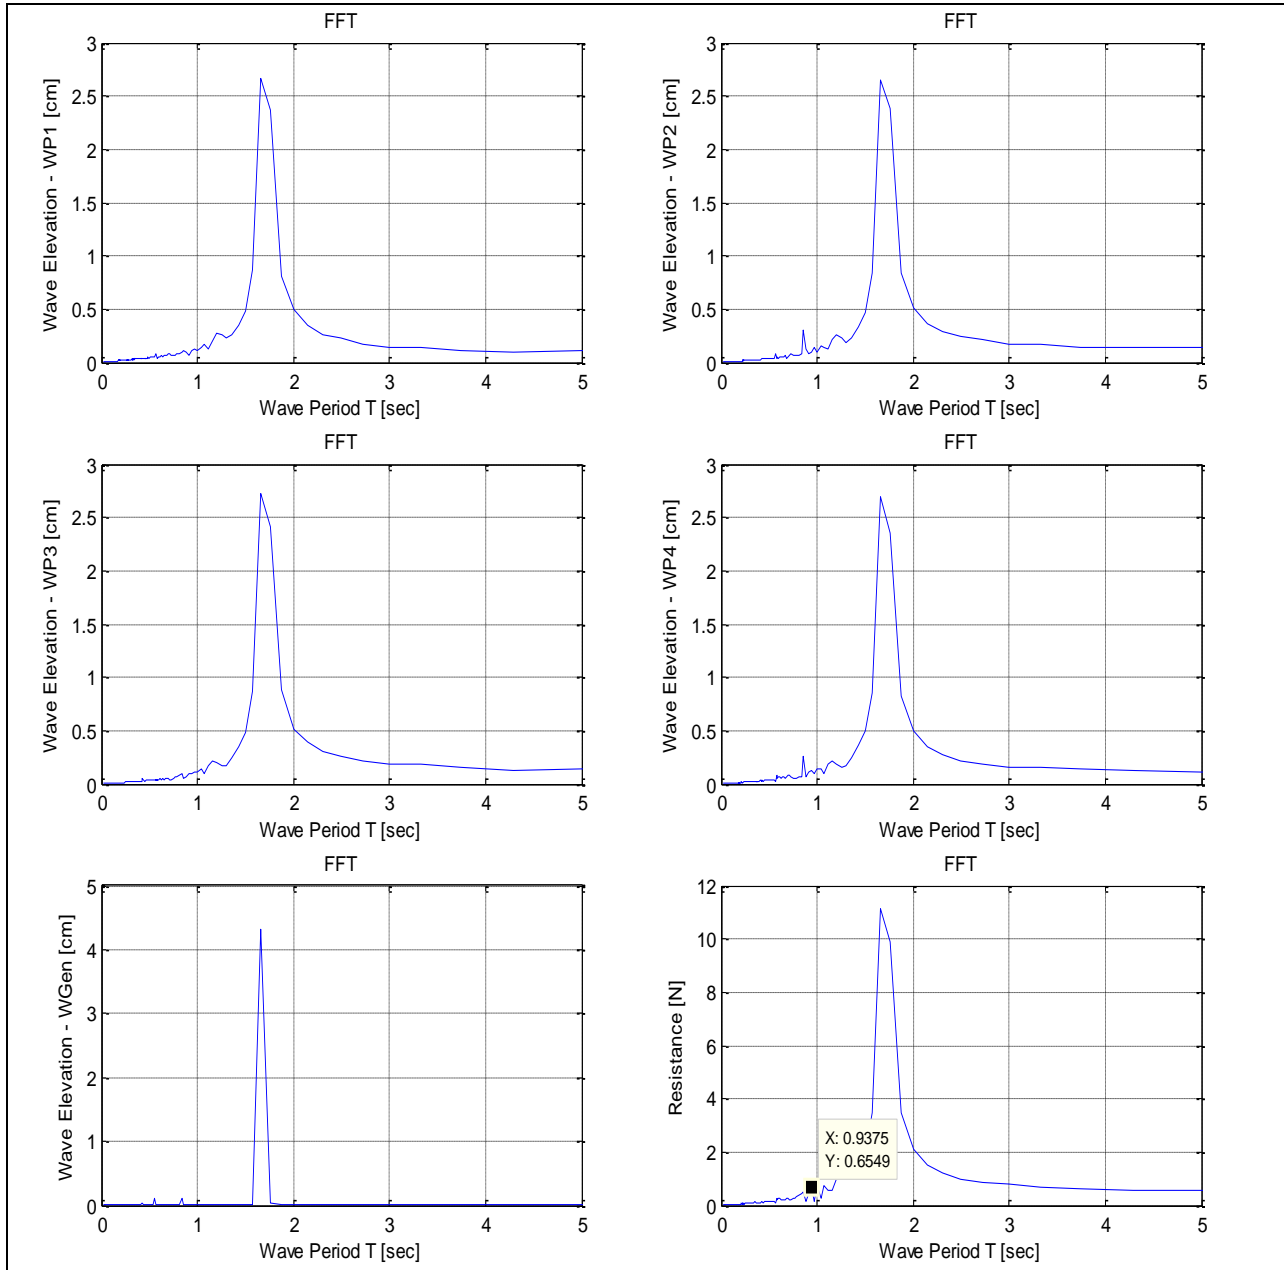 FFT
Wave Elevation - WP1 [cm]
3
2.5
2
1.5
1
0.5
0
0 1 2 3 4 5
Wave Period T [sec]
FFT
Wave Elevation - WP2 [cm]
3
2.5
2
1.5
1
0.5
0
0 1 2 3 4 5
Wave Period T [sec]
FFT
Wave Elevation - WP3 [cm]
3
2.5
2
1.5
1
0.5
0
0 1 2 3 4 5
Wave Period T [sec]
FFT
Wave Elevation - WP4 [cm]
3
2.5
2
1.5
1
0.5
0
0 1 2 3 4 5
Wave Period T [sec]
FFT
Wave Elevation - WGen [cm]
5
4
3
2
1
0
0 1 2 3 4 5
Wave Period T [sec]
FFT
Resistance [N]
12
10
8
6
4
2
0
X: 0.9375
Y: 0.6549
0 1 2 3 4 5
Wave Period T [sec]